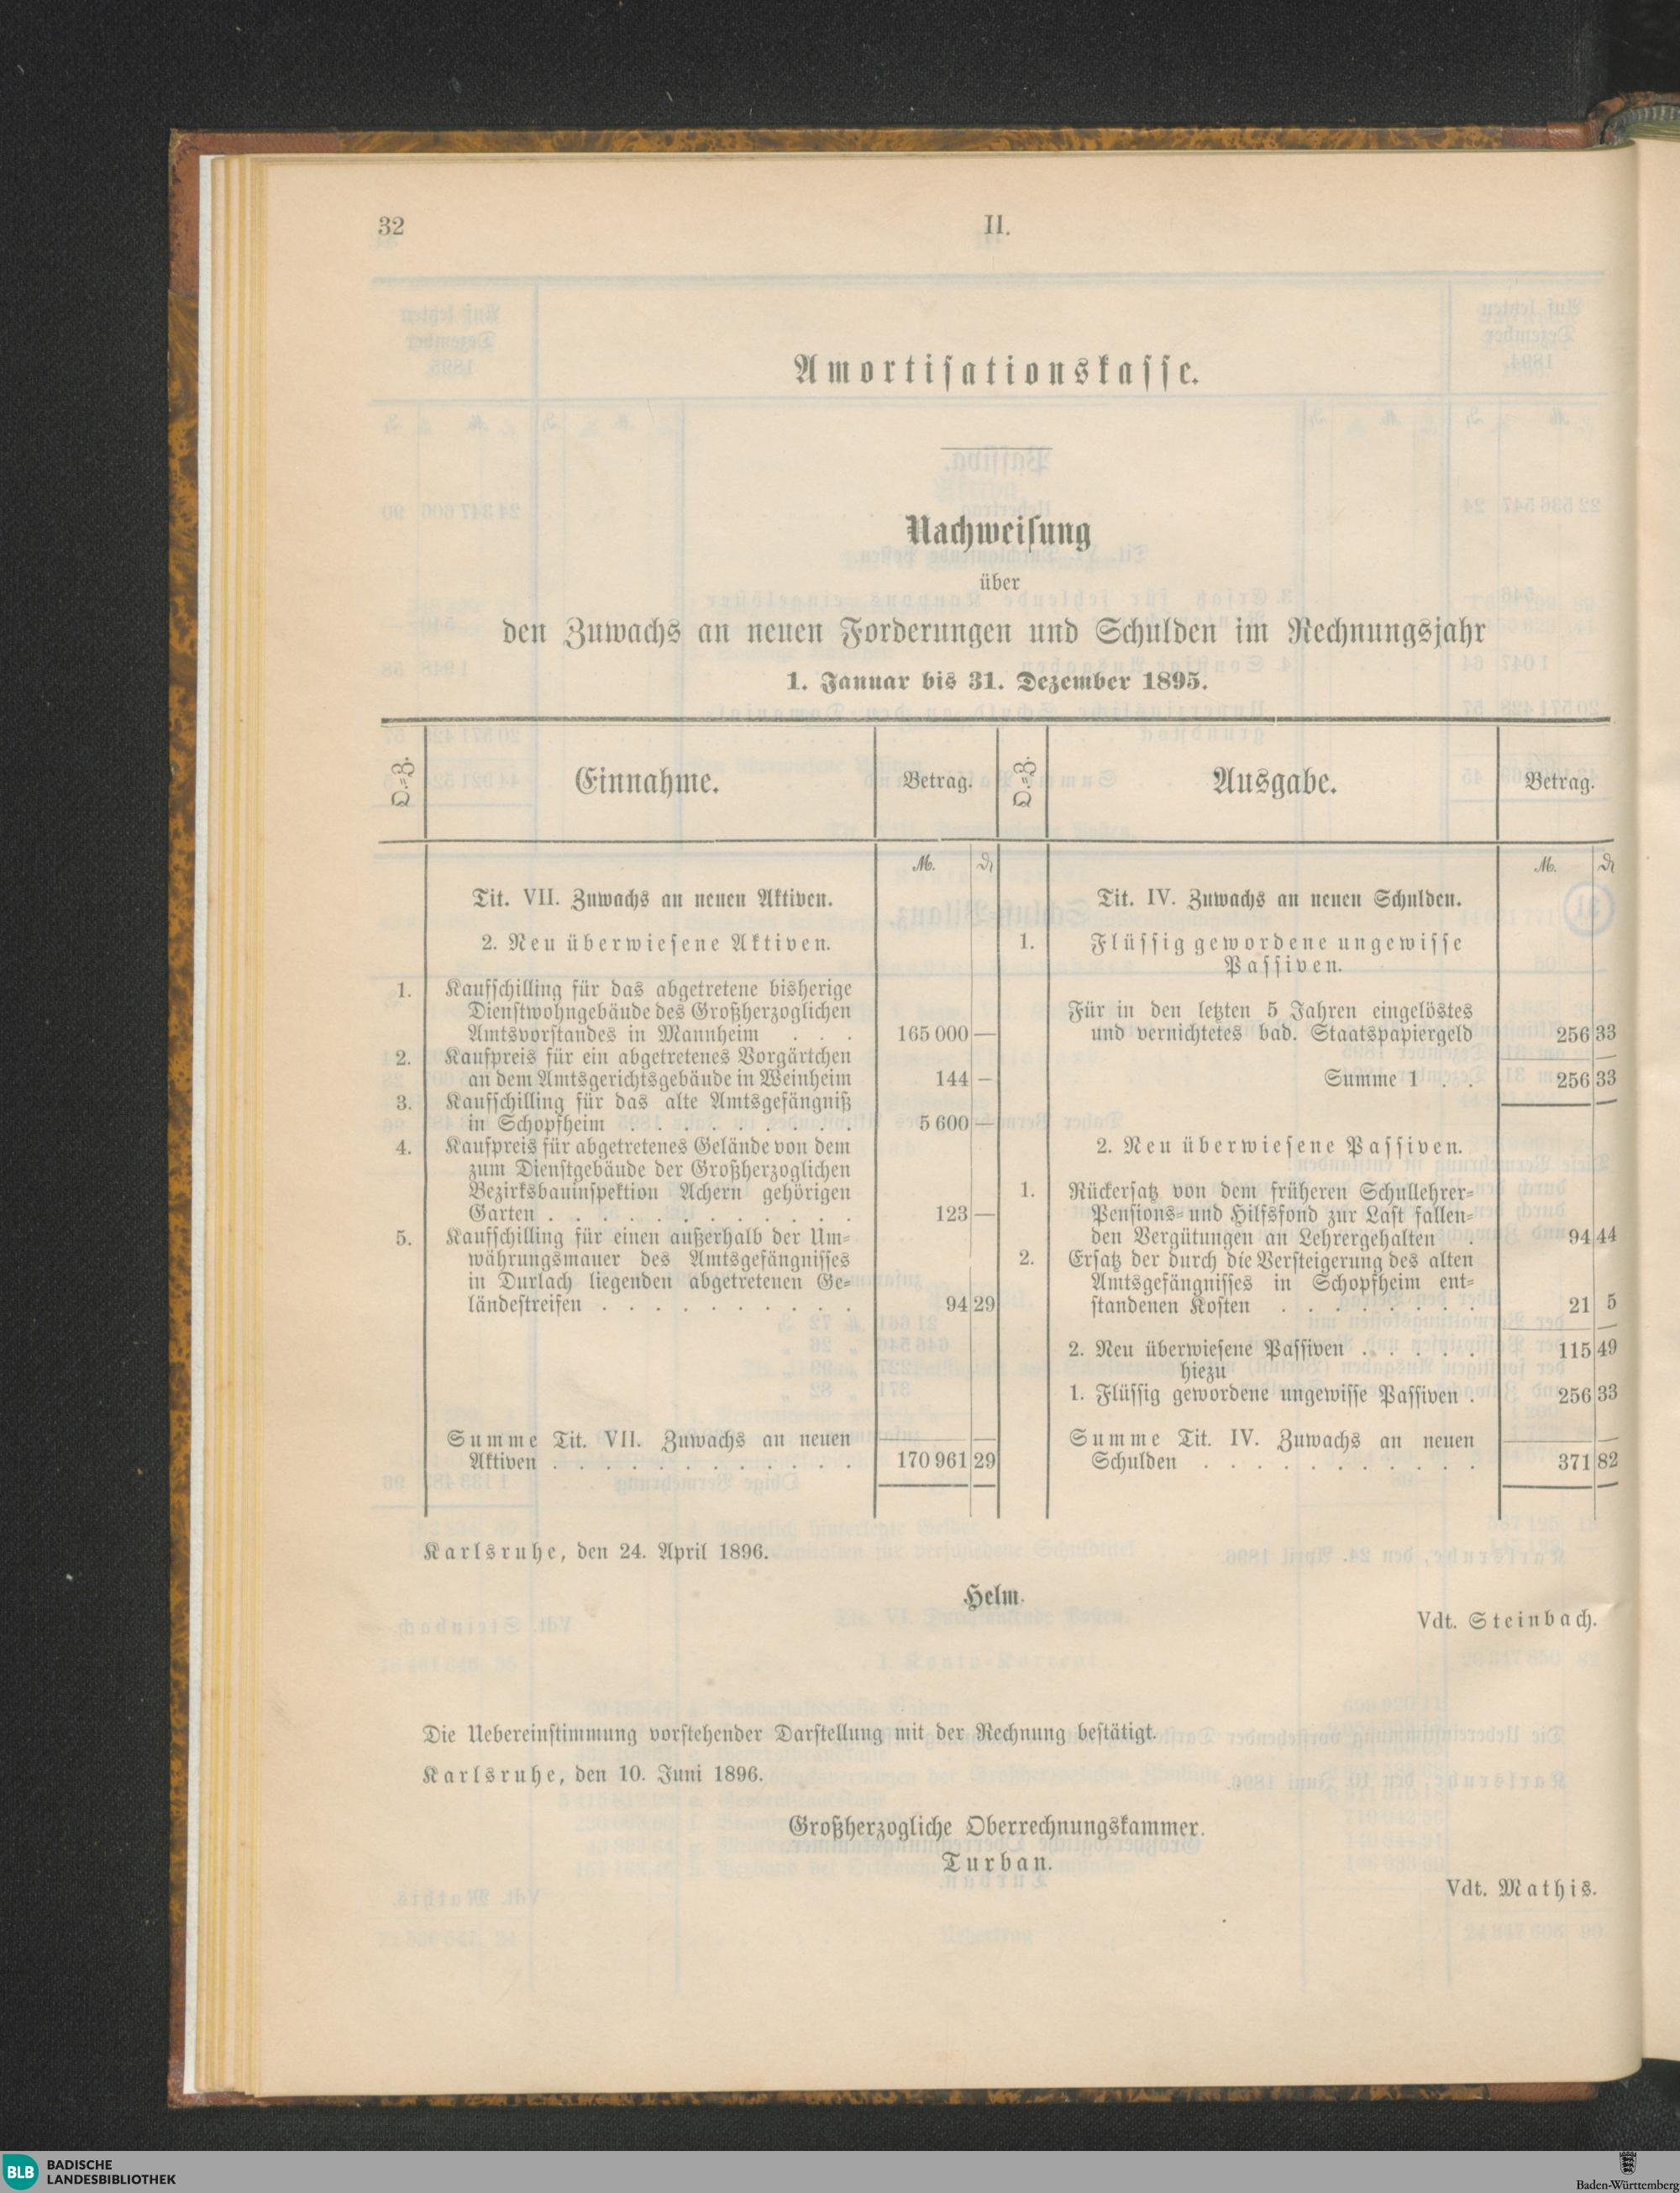 32
II.
Amortisationskasse.
Nachweisung
über
den Zuwachs an neuen Forderungen und Schulden im Rechnungsjahr
1. Januar bis 31. Dezember 1895.
O.=Z.
Einnahme.
Betrag.
O.=Z.
Ausgabe.
Betrag.
M. ₰
Tit. VII. Zuwachs an neuen Aktiven.
2. Neu überwiesene Aktiven.
1. Kaufschilling für das abgetretene bisherige
Dienstwohngebäude des Großherzoglichen
Amtsvorstandes in Mannheim . . . 165 000 —
2. Kaufpreis für ein abgetretenes Vorgärtchen
an dem Amtsgerichtsgebäude in Weinheim 144 —
3. Kaufschilling für das alte Amtsgefängniß
in Schopfheim . . . . . . . . . 5 600 —
4. Kaufpreis für abgetretenes Gelände von dem
zum Dienstgebäude der Großherzoglichen
Bezirksbauinspektion Achern gehörigen
Garten . . . . . . . . . . . . 123 —
5. Kaufschilling für einen außerhalb der Um=
währungsmauer des Amtsgefängnisses
in Durlach liegenden abgetretenen Ge=
ländestreifen . . . . . . . . . . 94 29
Summe Tit. VII. Zuwachs an neuen
Aktiven . . . . . . . . . . . . 170 961 29
M. ₰
Tit. IV. Zuwachs an neuen Schulden.
1. Flüssig gewordene ungewisse
Passiven.
Für in den letzten 5 Jahren eingelöstes
und vernichtetes bad. Staatspapiergeld 256 33
Summe 1 . . 256 33
2. Neu überwiesene Passiven.
1. Rückersatz von dem früheren Schullehrer=
Pensions= und Hilfsfond zur Last fallen=
den Vergütungen an Lehrergehalten . 94 44
2. Ersatz der durch die Versteigerung des alten
Amtsgefängnisses in Schopfheim ent=
standenen Kosten . . . . . . . . 21 5
2. Neu überwiesene Passiven . . . . . 115 49
hiezu
1. Flüssig gewordene ungewisse Passiven . 256 33
Summe Tit. IV. Zuwachs an neuen
Schulden . . . . . . . . . . . 371 82
Karlsruhe, den 24. April 1896.
Helm.
Vdt. Steinbach.
Die Uebereinstimmung vorstehender Darstellung mit der Rechnung bestätigt.
Karlsruhe, den 10. Juni 1896.
Großherzogliche Oberrechnungskammer.
Turban.
Vdt. Mathis.
BLB
BADISCHE
LANDESBIBLIOTHEK
Baden-Württemberg